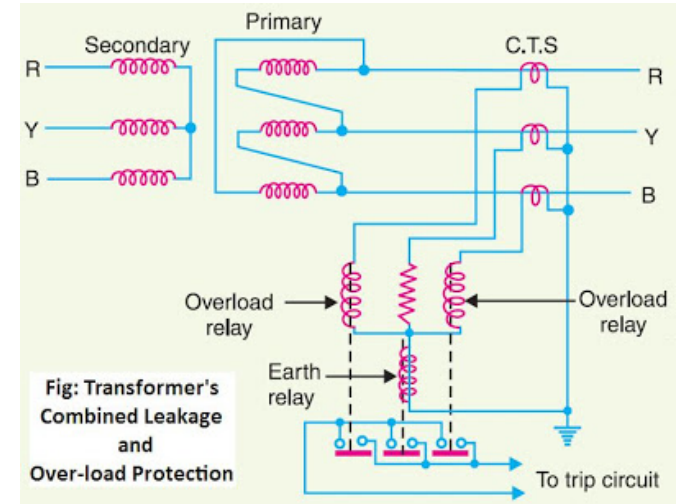 Primary
Secondary
C.T.S
R
R
Y
Y
B
B
Overload
relay
Overload
relay
Earth
relay
Fig: Transformer's
Combined Leakage
and
Over-load Protection
To trip circuit